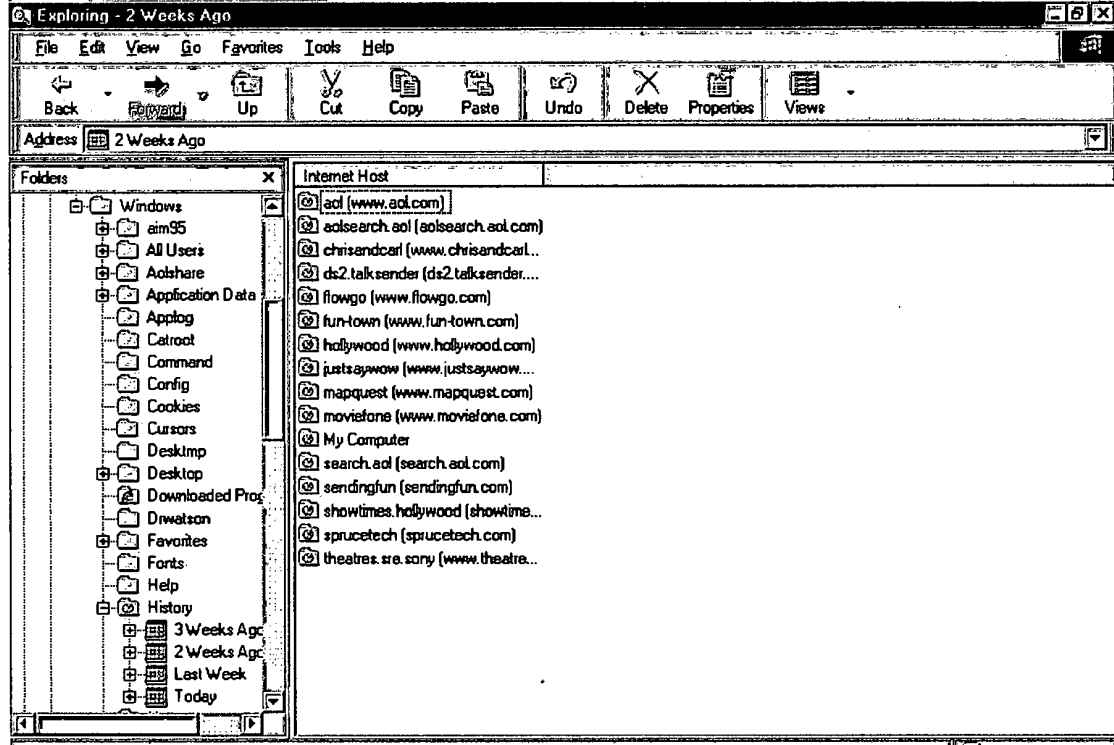 Exploring - 2 Weeks Ago
File Edit View Go Favorites Tools Help
Back Forward Up Cut Copy Paste Undo Delete Properties Views
Address 2 Weeks Ago
Folders x
Windows
aim95
All Users
Aolshare
Application Data
Applog
Catroot
Command
Config
Cookies
Cursors
Desktmp
Desktop
Downloaded Prog
Drwatson
Favorites
Fonts
Help
History
3 Weeks Ago
2 Weeks Ago
Last Week
Today
Internet Host
aol (www.aol.com)
aolsearch.aol (aolsearch.aol.com)
chrisandcarl (www.chrisandcarl...
ds2.talksender (ds2.talksender....
flowgo (www.flowgo.com)
fun-town (www.fun-town.com)
hollywood (www.hollywood.com)
justsaywow (www.justsaywow....
mapquest (www.mapquest.com)
moviefone (www.moviefone.com)
My Computer
search.aol (search.aol.com)
sendingfun (sendingfun.com)
showtimes.hollywood (showtime...
sprucetech (sprucetech.com)
theatres.sre.sony (www.theatre...